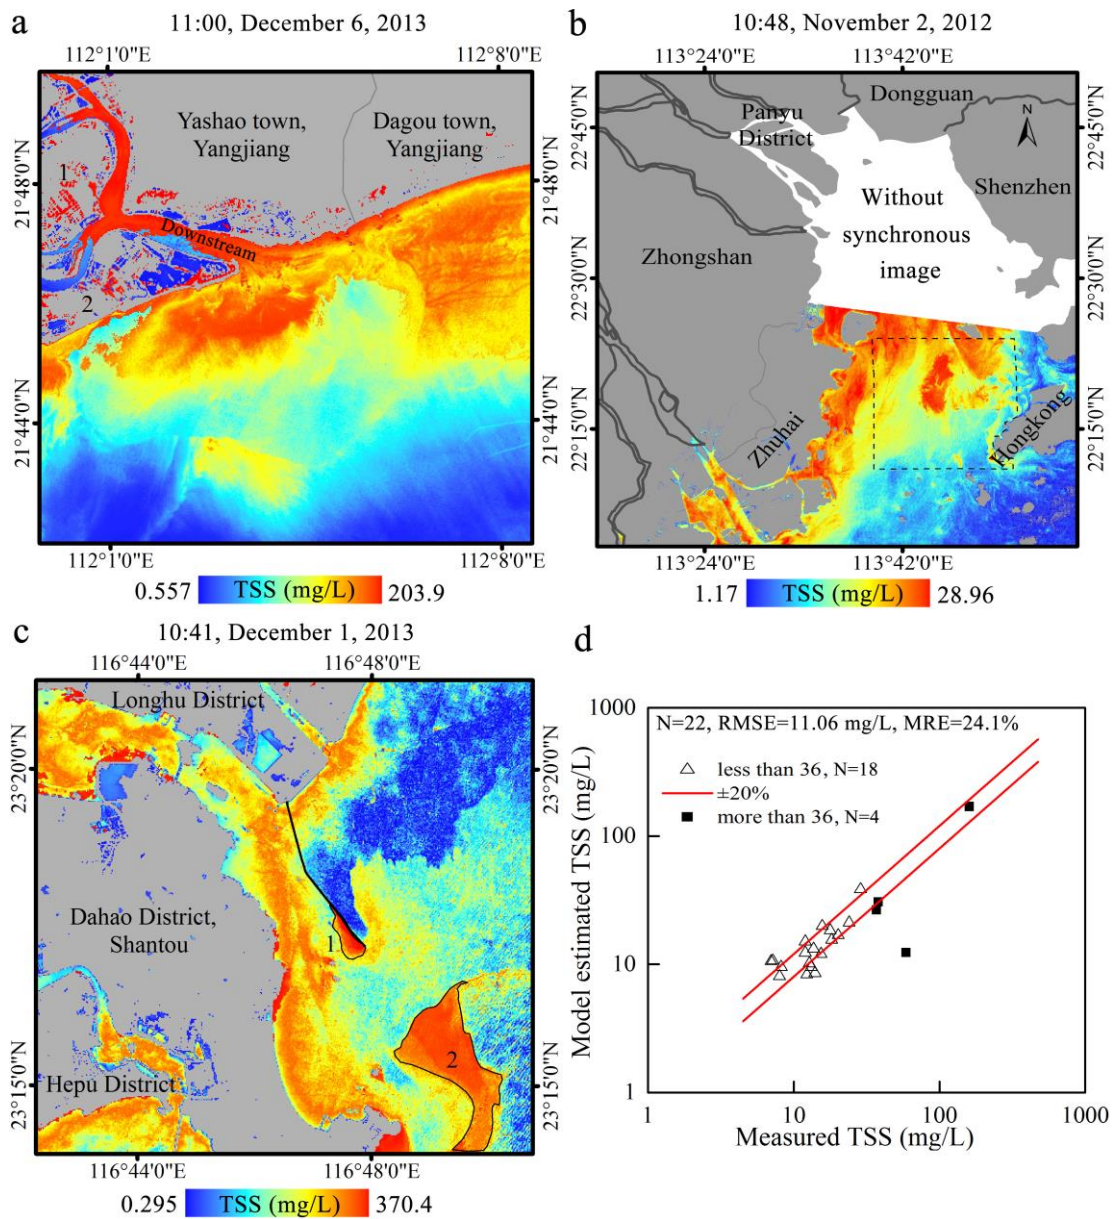 a
11:00, December 6, 2013
112°1'0"E
112°8'0"E
21°48'0"N
21°44'0"N
21°48'0"N
21°44'0"N
Yashao town,
Yangjiang
Dagou town,
Yangjiang
1
Downstream
2
112°1'0"E
112°8'0"E
0.557
TSS (mg/L)
203.9
b
10:48, November 2, 2012
113°24'0"E
113°42'0"E
22°45'0"N
22°30'0"N
22°15'0"N
22°45'0"N
22°30'0"N
22°15'0"N
Dongguan
Panyu
District
N
Shenzhen
Without
synchronous
image
Zhongshan
Zhuhai
Hongkong
113°24'0"E
113°42'0"E
1.17
TSS (mg/L)
28.96
c
10:41, December 1, 2013
116°44'0"E
116°48'0"E
23°20'0"N
23°15'0"N
23°20'0"N
23°15'0"N
Longhu District
Dahao District,
Shantou
1
2
Hepu District
116°44'0"E
116°48'0"E
0.295
TSS (mg/L)
370.4
d
1000
100
10
1
Model estimated TSS (mg/L)
N=22, RMSE=11.06 mg/L, MRE=24.1%
less than 36, N=18
±20%
more than 36, N=4
1
10
100
1000
Measured TSS (mg/L)